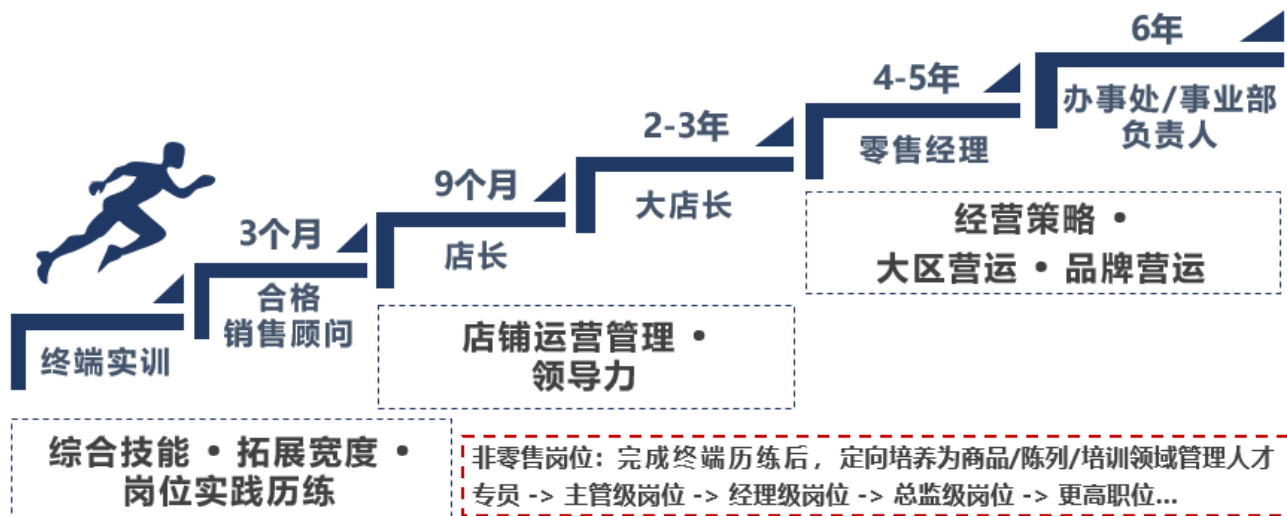 6年
4-5年
办事处/事业部
负责人
2-3年
零售经理
9个月
大店长
经营策略 •
大区营运 • 品牌营运
3个月
店长
合格
销售顾问
店铺运营管理 •
领导力
终端实训
综合技能 • 拓展宽度 •
岗位实践历练
非零售岗位：完成终端历练后，定向培养为商品/陈列/培训领域管理人才
专员 -> 主管级岗位 -> 经理级岗位 -> 总监级岗位 -> 更高职位...